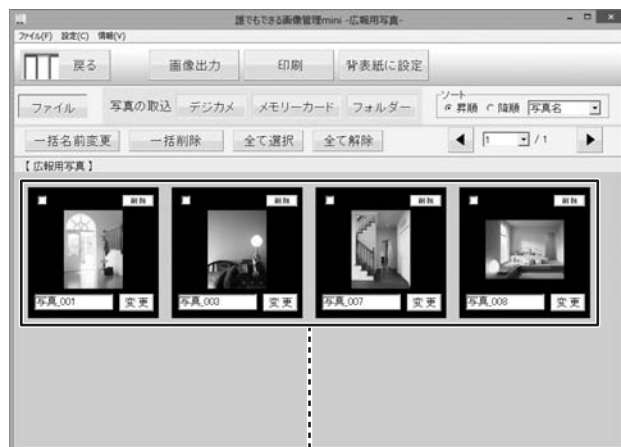 誰でもできる画像管理mini -広報用写真-
ファイル(F) 設定(C) 情報(V)
戻る 画像出力 印刷 背表紙に設定
ファイル 写真の取込 デジカメ メモリーカード フォルダー ソート 昇順 降順 写真名
一括名前変更 一括削除 全て選択 全て解除 1 / 1
【広報用写真】
削除 削除 削除 削除
写真_001 変更 写真_003 変更 写真_007 変更 写真_008 変更